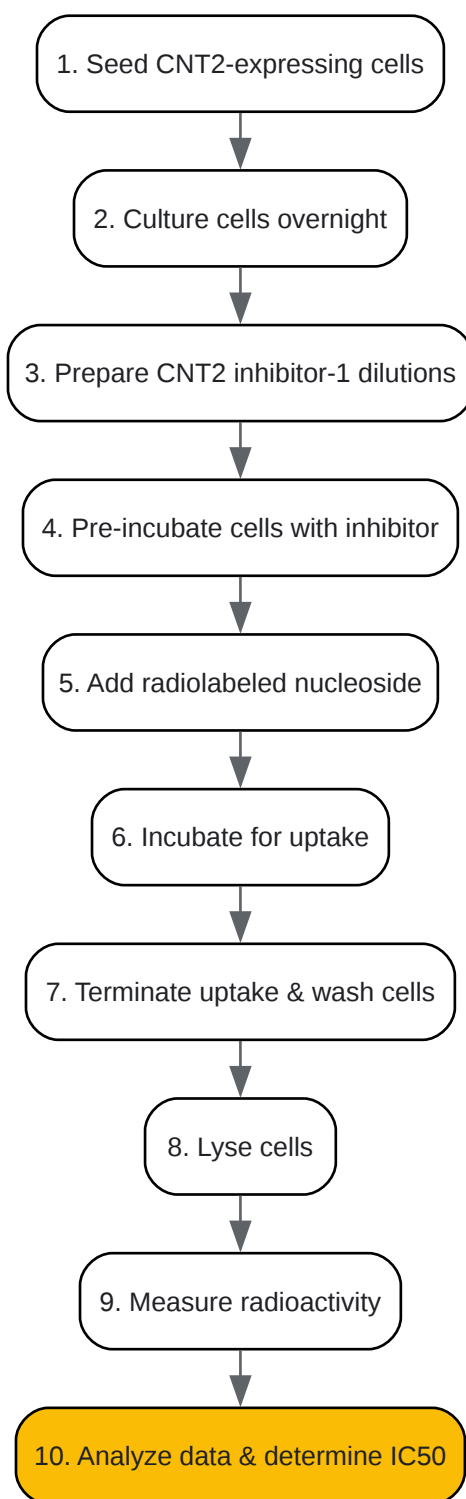 1. Seed CNT2-expressing cells
2. Culture cells overnight
3. Prepare CNT2 inhibitor-1 dilutions
4. Pre-incubate cells with inhibitor
5. Add radiolabeled nucleoside
6. Incubate for uptake
7. Terminate uptake & wash cells
8. Lyse cells
9. Measure radioactivity
10. Analyze data & determine IC50